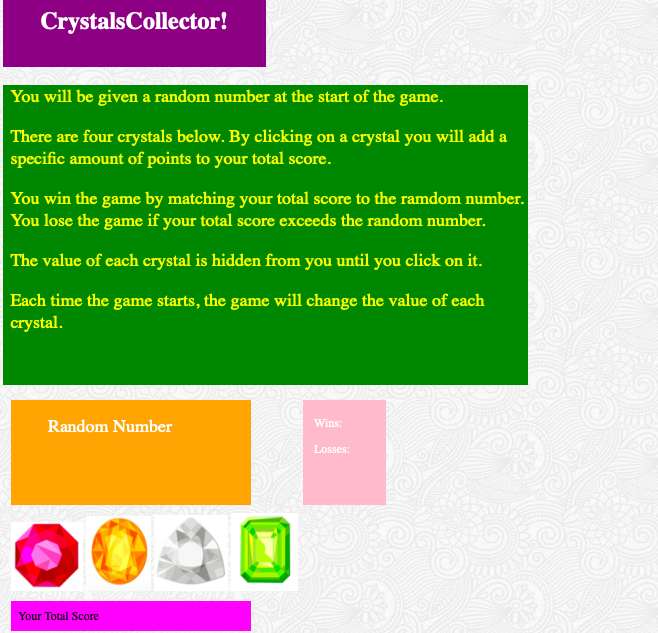 CrystalsCollector!
You will be given a random number at the start of the game.
There are four crystals below. By clicking on a crystal you will add a
specific amount of points to your total score.
You win the game by matching your total score to the ramdom number.
You lose the game if your total score exceeds the random number.
The value of each crystal is hidden from you until you click on it.
Each time the game starts, the game will change the value of each
crystal.
Random Number
Wins:
Losses:
Your Total Score